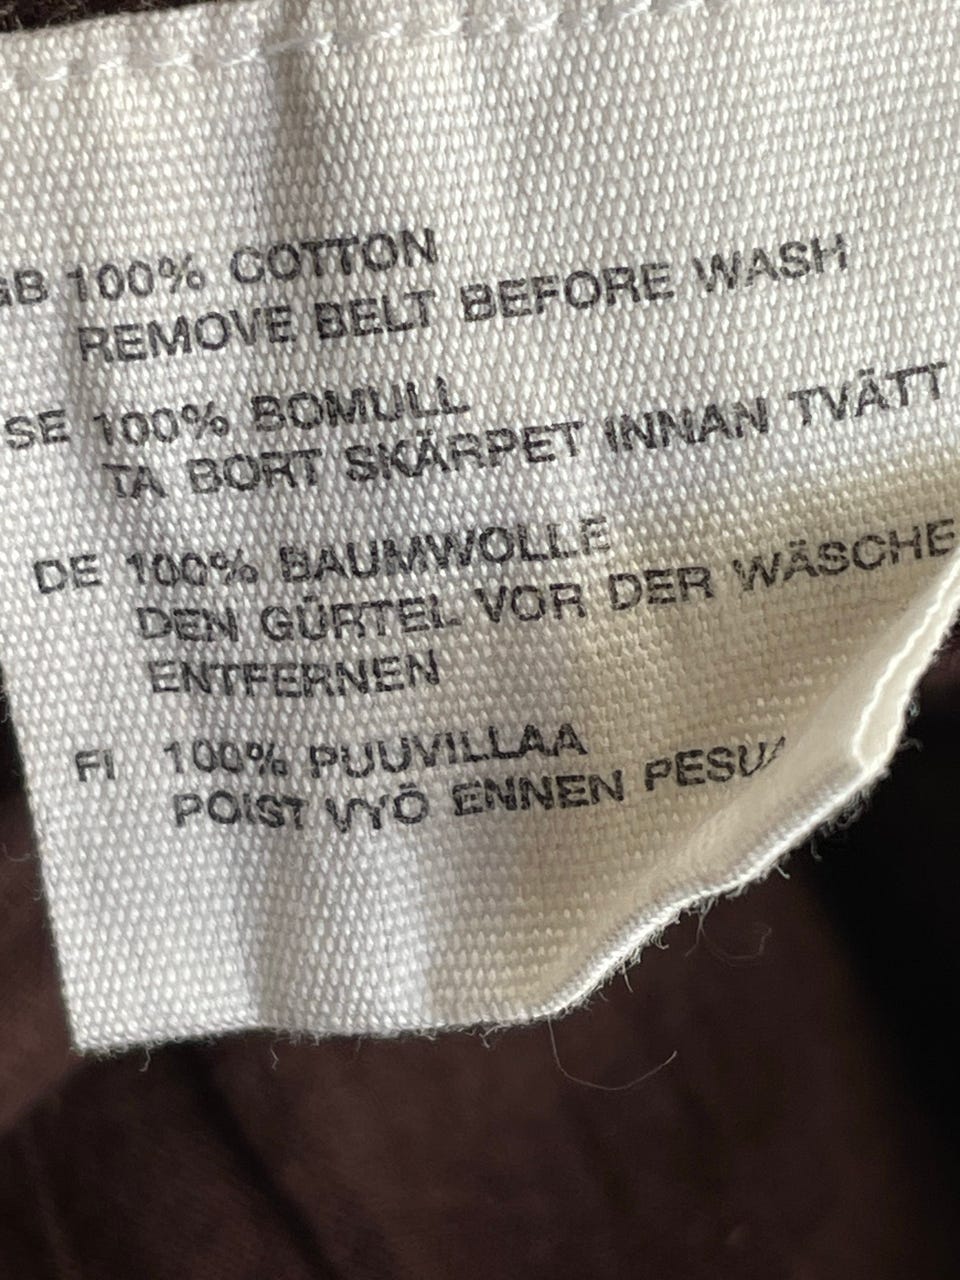 GB 100% COTTON
REMOVE BELT BEFORE WASH
SE 100% BOMULL
TA BORT SKÄRPET INNAN TVÄTT
DE 100% BAUMWOLLE
DEN GÜRTEL VOR DER WÄSCHE
ENTFERNEN
FI 100% PUUVILLAA
POIST VYÖ ENNEN